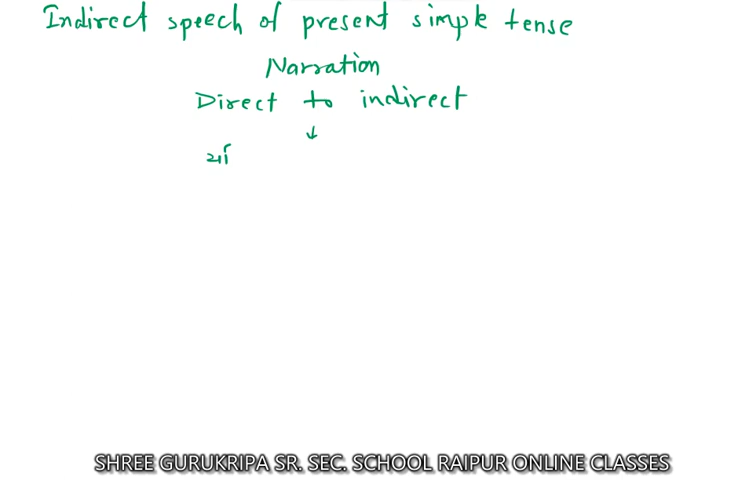 Indirect speech of present simple tense
Narration
Direct to indirect
↓
SHREE GURUKRIPA SR. SEC. SCHOOL RAIPUR ONLINE CLASSES